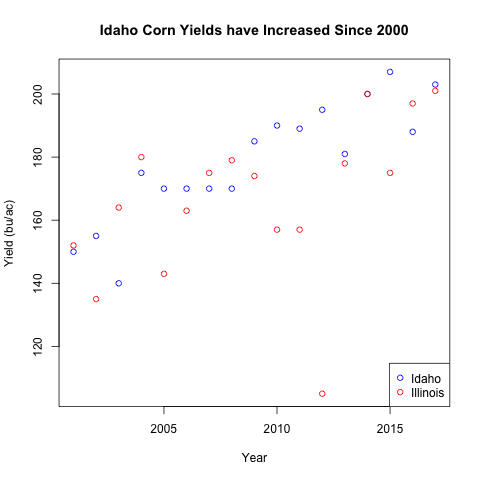 Idaho Corn Yields have Increased Since 2000
Yield (bu/ac)
200
180
160
140
120
2005 2010 2015
Year
Idaho
Illinois